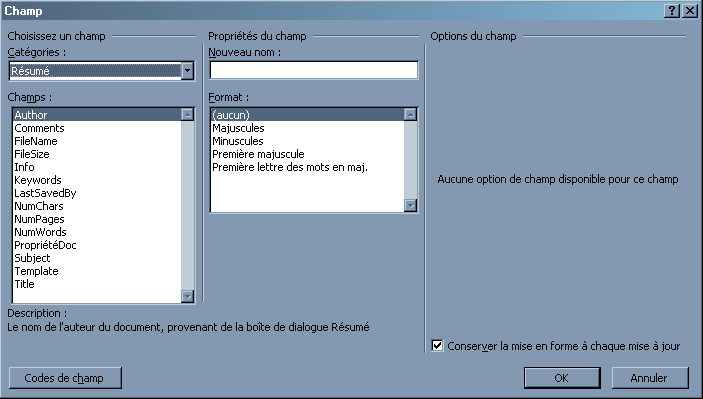 Champ
Choisissez un champ
Catégories :
Résumé
Champs :
Author
Comments
FileName
FileSize
Info
Keywords
LastSavedBy
NumChars
NumPages
NumWords
PropriétéDoc
Subject
Template
Title
Propriétés du champ
Nouveau nom :
Format :
(aucun)
Majuscules
Minuscules
Première majuscule
Première lettre des mots en maj.
Options du champ
Aucune option de champ disponible pour ce champ
Description :
Le nom de l'auteur du document, provenant de la boîte de dialogue Résumé
Conserver la mise en forme à chaque mise à jour
Codes de champ
OK
Annuler